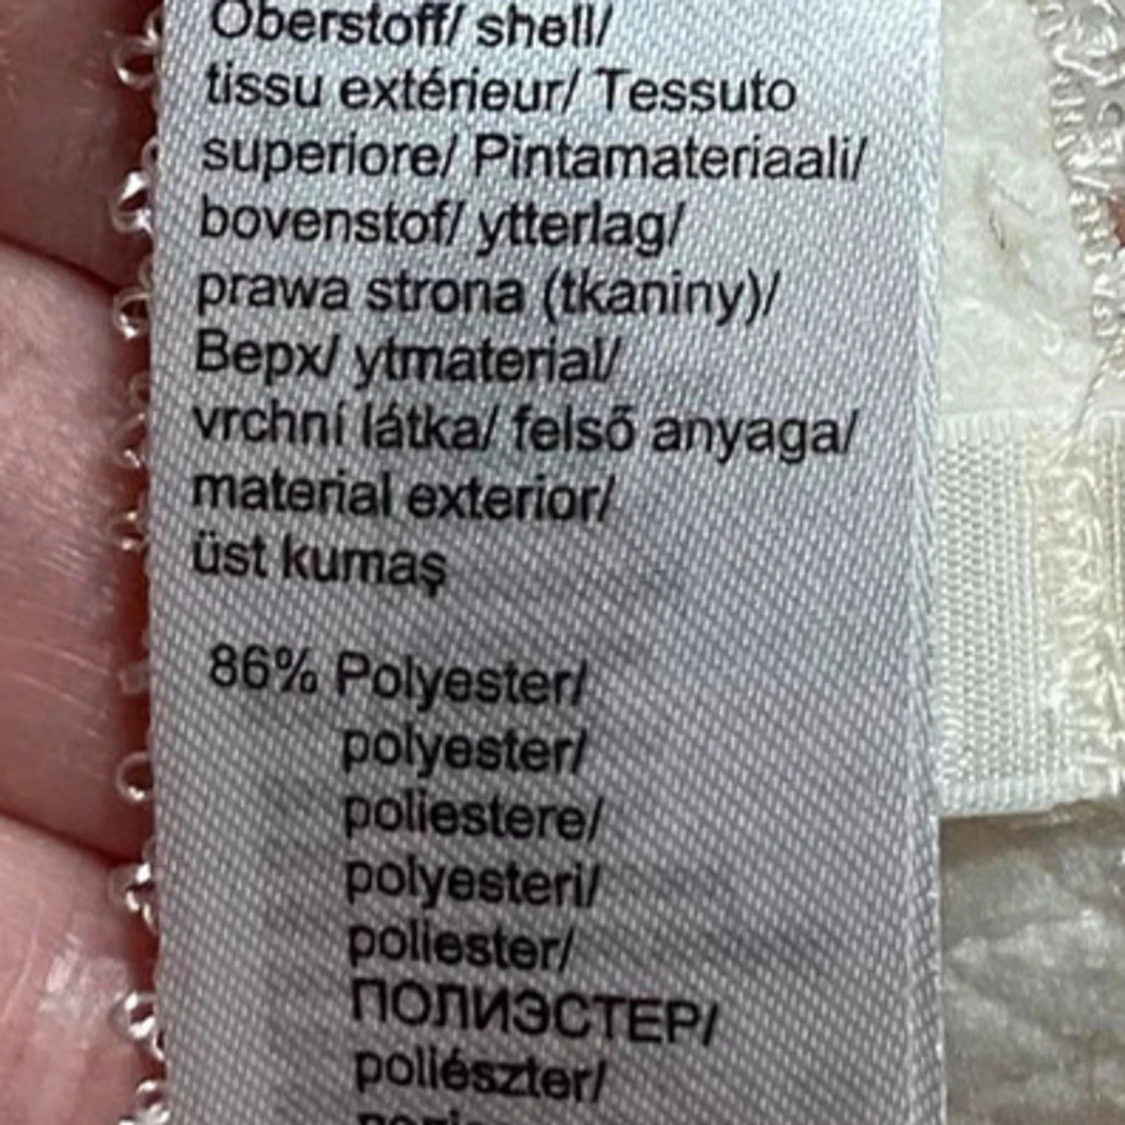 Oberstoff/ shell/
tissu extérieur/ Tessuto
superiore/ Pintamateriaali/
bovenstof/ ytterlag/
prawa strona (tkaniny)/
Верх/ ytmaterial/
vrchní látka/ felső anyaga/
material exterior/
üst kumaş
86% Polyester/
polyester/
poliestere/
polyesteri/
poliester/
ПОЛИЭСТЕР/
poliészter/